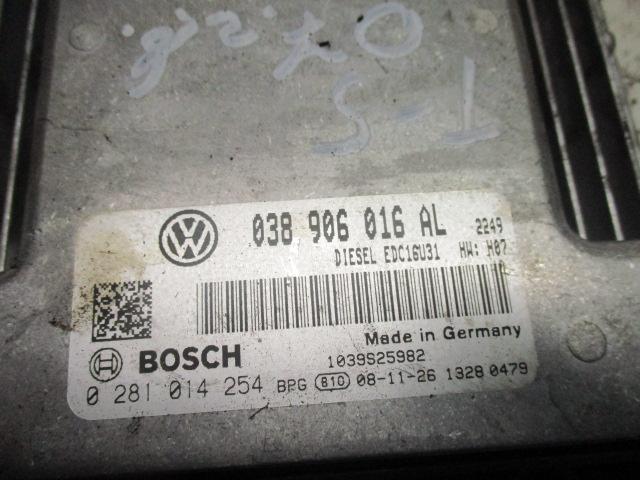 038 906 016 AL 2249
DIESEL EDC16U31 HW: H07
Made in Germany
BOSCH 1039S25982
0 281 014 254 BPG 810 08-11-26 1328 0479
T-5